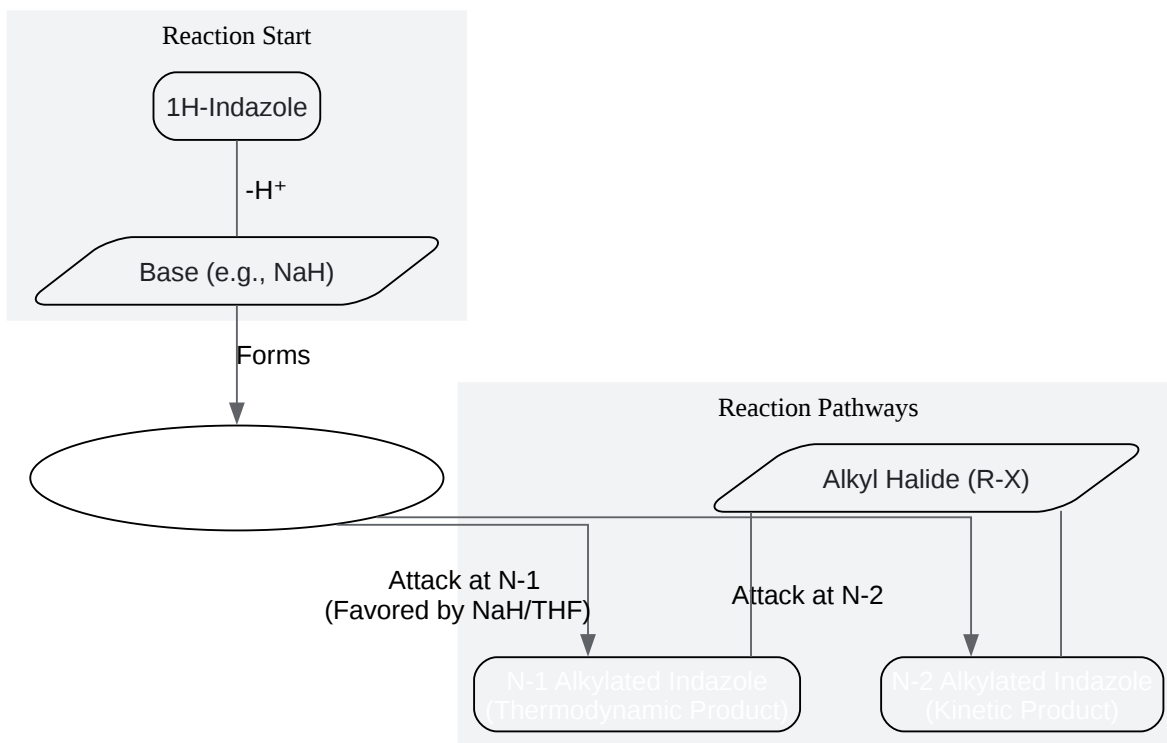 Reaction Start
1H-Indazole
-H⁺
Base (e.g., NaH)
Forms
Reaction Pathways
Alkyl Halide (R-X)
Attack at N-1
(Favored by NaH/THF)
Attack at N-2
N-1 Alkylated Indazole
(Thermodynamic Product)
N-2 Alkylated Indazole
(Kinetic Product)